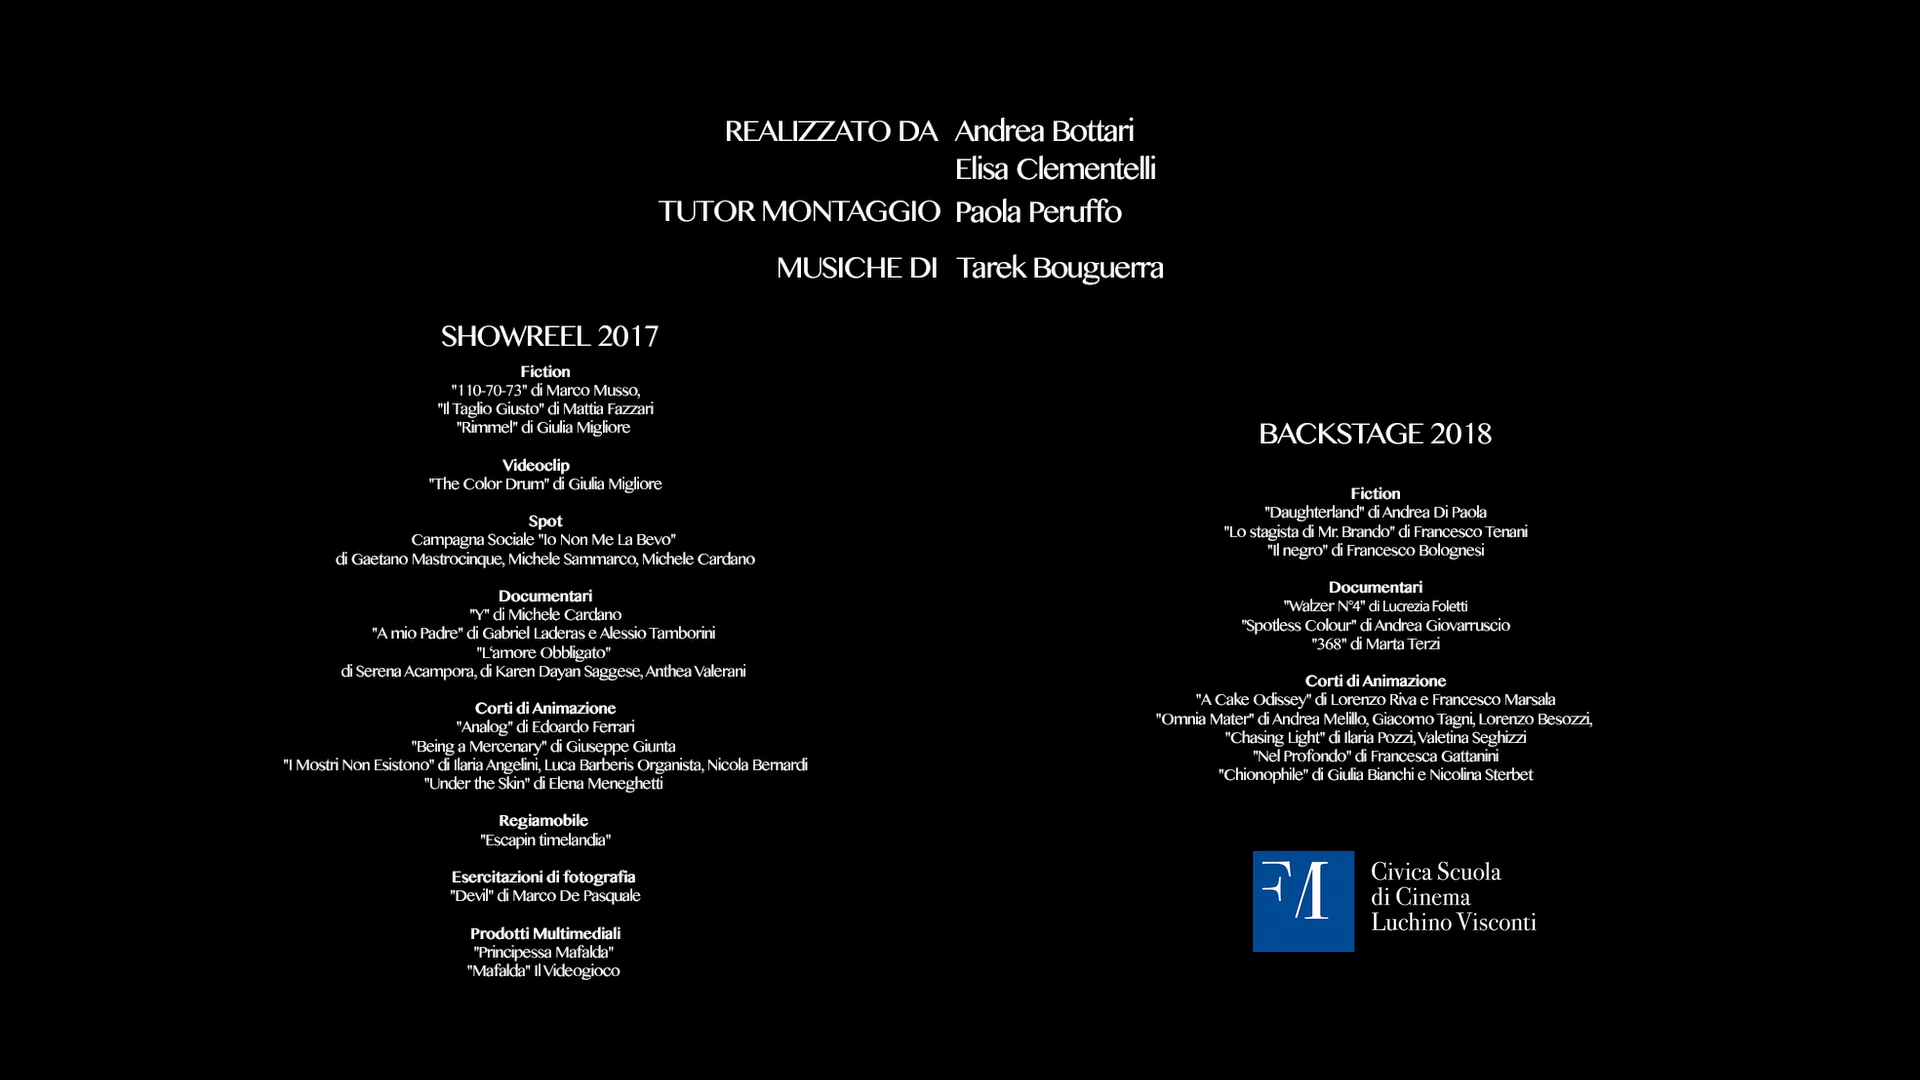 REALIZZATO DA Andrea Bottari
Elisa Clementelli
TUTOR MONTAGGIO Paola Peruffo
MUSICHE DI Tarek Bouguerra
SHOWREEL 2017
Fiction
"110-70-73" di Marco Musso,
"Il Taglio Giusto" di Mattia Fazzari
"Rimmel" di Giulia Migliore
Videoclip
"The Color Drum" di Giulia Migliore
Spot
Campagna Sociale "Io Non Me La Bevo"
di Gaetano Mastrocinque, Michele Sammarco, Michele Cardano
Documentari
"Y" di Michele Cardano
"A mio Padre" di Gabriel Laderas e Alessio Tamborini
"L'amore Obbligato"
di Serena Acampora, di Karen Dayan Saggese, Anthea Valerani
Corti di Animazione
"Analog" di Edoardo Ferrari
"Being a Mercenary" di Giuseppe Giunta
"I Mostri Non Esistono" di Ilaria Angelini, Luca Barberis Organista, Nicola Bernardi
"Under the Skin" di Elena Meneghetti
Regiamobile
"Escapin timelandia"
Esercitazioni di fotografia
"Devil" di Marco De Pasquale
Prodotti Multimediali
"Principessa Mafalda"
"Mafalda" Il Videogioco
BACKSTAGE 2018
Fiction
"Daughterland" di Andrea Di Paola
"Lo stagista di Mr. Brando" di Francesco Tenani
"Il negro" di Francesco Bolognesi
Documentari
"Walzer N°4" di Lucrezia Foletti
"Spotless Colour" di Andrea Giovarruscio
"368" di Marta Terzi
Corti di Animazione
"A Cake Odissey" di Lorenzo Riva e Francesco Marsala
"Omnia Mater" di Andrea Melillo, Giacomo Tagni, Lorenzo Besozzi,
"Chasing Light" di Ilaria Pozzi, Valetina Seghizzi
"Nel Profondo" di Francesca Gattanini
"Chionophile" di Giulia Bianchi e Nicolina Sterbet
FM
Civica Scuola
di Cinema
Luchino Visconti